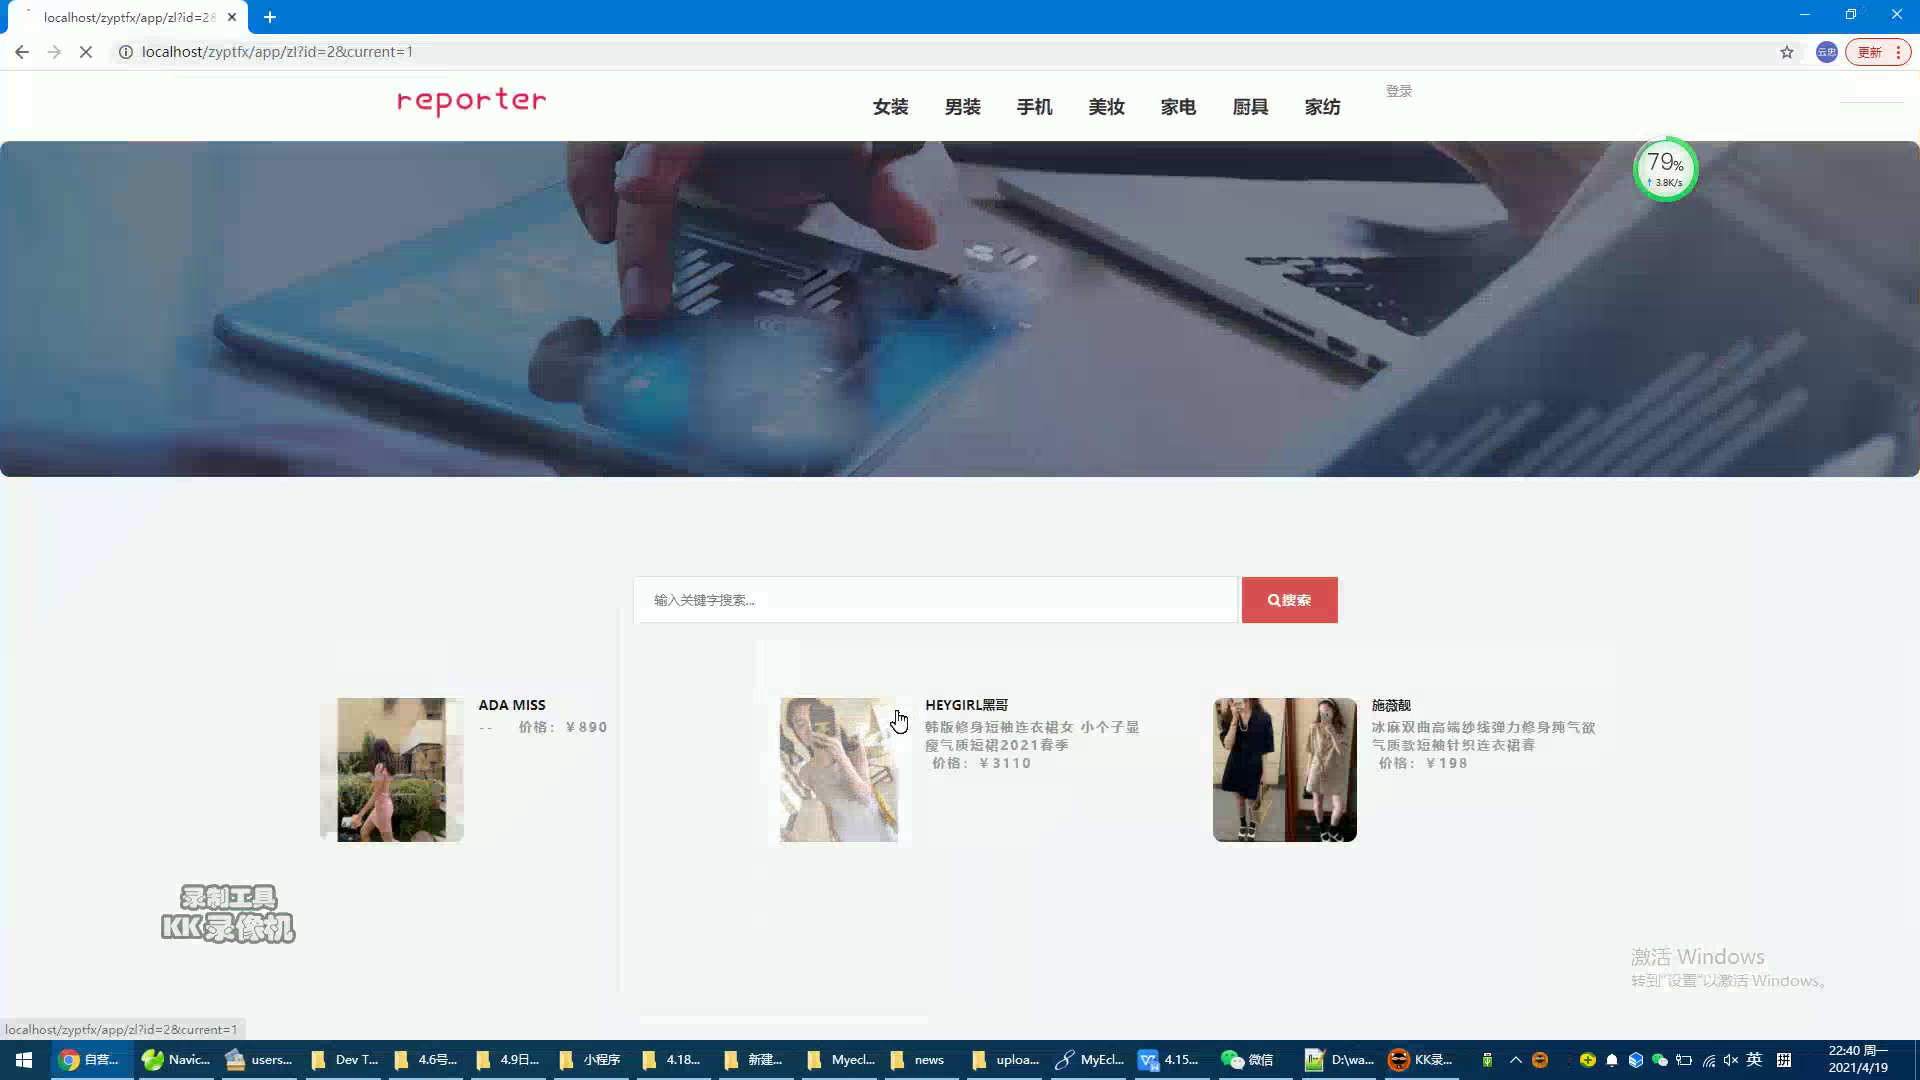 localhost/zyptfx/app/zl?id=28
localhost/zyptfx/app/zl?id=2&current=1
云忠
更新
reporter
女装 男装 手机 美妆 家电 厨具 家纺
登录
79%
↑ 3.8K/s
输入关键字搜索...
搜索
ADA MISS
-- 价格：￥890
HEYGIRL黑哥
韩版修身短袖连衣裙女 小个子显
瘦气质短裙2021春季
价格：￥3110
施薇靓
冰麻双曲高端纱线弹力修身纯气欲
气质款短袖针织连衣裙春
价格：￥198
录制工具
KK录像机
激活 Windows
转到"设置"以激活 Windows。
localhost/zyptfx/app/zl?id=2&current=1
自营... Navic... users... Dev T... 4.6号... 4.9日... 小程序 4.18... 新建... Myecl... news uploa... MyEcl... 4.15... 微信 D:\wa... KK录... 英 拼
22:40 周一
2021/4/19